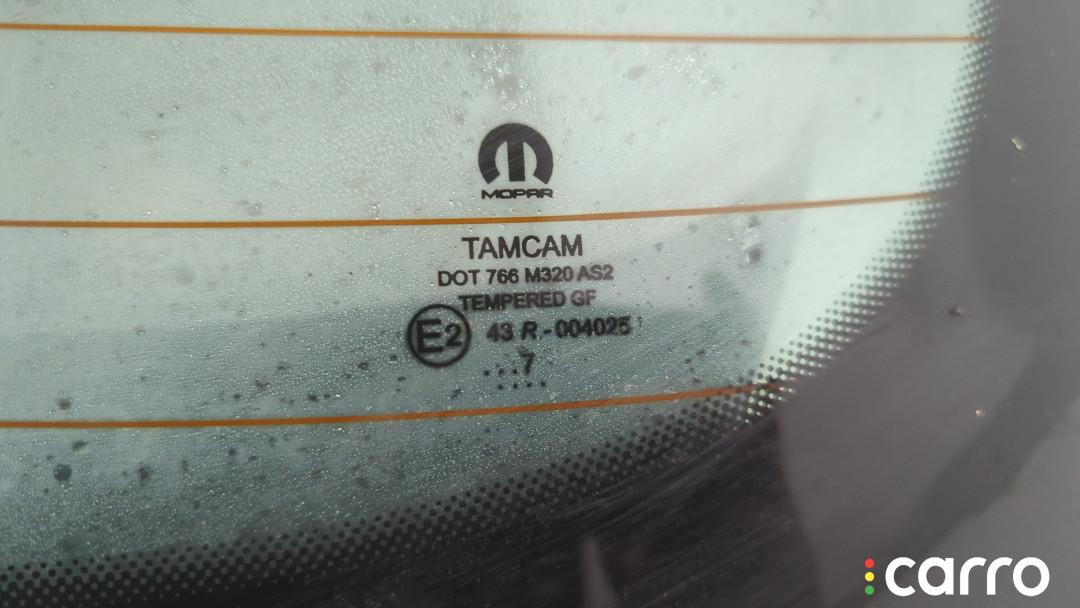 MOPAR
TAMCAM
DOT 766 M320 AS2
TEMPERED GF
E2 43 R - 004025
...7
....
carro